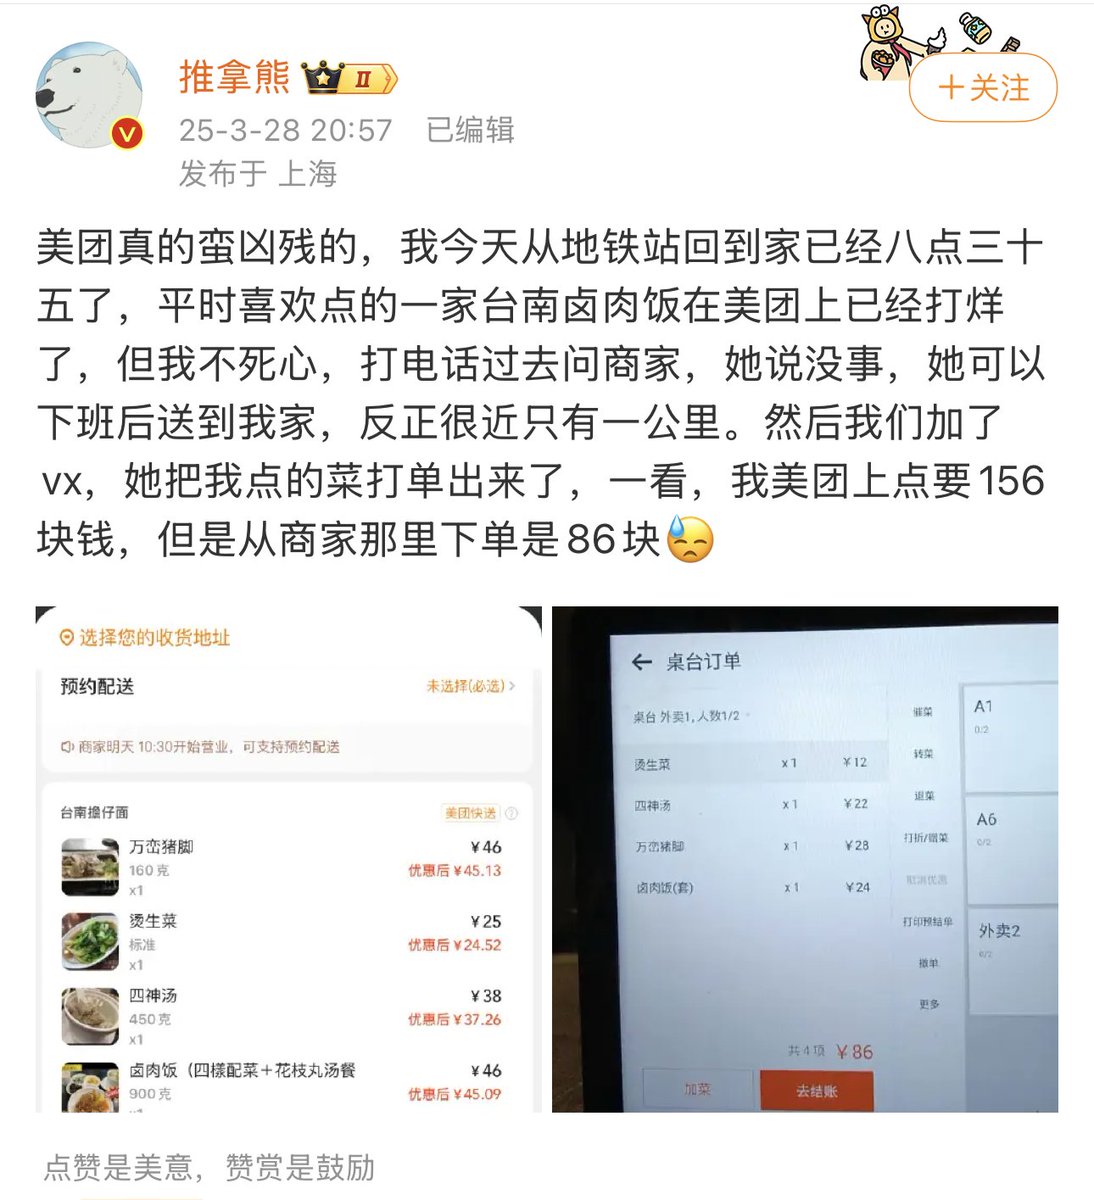 推拿熊
II
25-3-28 20:57 已编辑
发布于 上海
+关注
美团真的蛮凶残的，我今天从地铁站回到家已经八点三十
五了，平时喜欢点的一家台南卤肉饭在美团上已经打烊
了，但我不死心，打电话过去问商家，她说没事，她可以
下班后送到我家，反正很近只有一公里。然后我们加了
vx，她把我点的菜打单出来了，一看，我美团上点要156
块钱，但是从商家那里下单是86块😓
选择您的收货地址
预约配送 未选择(必选) >
商家明天 10:30开始营业，可支持预约配送
台南擔仔面 美团快送 ?
万峦猪脚 ¥46
160克 优惠后 ¥45.13
x1
烫生菜 ¥25
标准 优惠后 ¥24.52
x1
四神汤 ¥38
450克 优惠后 ¥37.26
x1
卤肉饭（四樣配菜＋花枝丸汤餐 ¥46
900克 优惠后 ¥45.09
x1
← 桌台订单
桌台 外卖1, 人数1/2
烫生菜 x1 ¥12
四神汤 x1 ¥22
万峦猪脚 x1 ¥28
卤肉饭(套) x1 ¥24
共4项 ¥86
加菜
去结账
催菜
转菜
退菜
打折/赠菜
取消优惠
打印预结单
撤单
更多
A1
0/2
A6
0/2
外卖2
0/2
点赞是美意，赞赏是鼓励